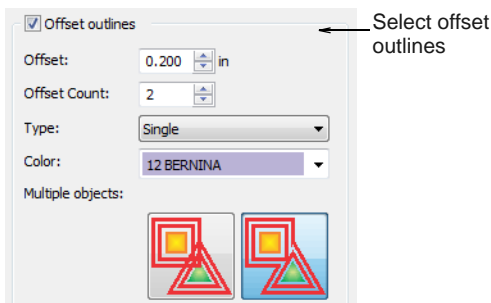 Offset outlines
Select offset
outlines
Offset: 0.200 in
Offset Count: 2
Type: Single
Color: 12 BERNINA
Multiple objects: